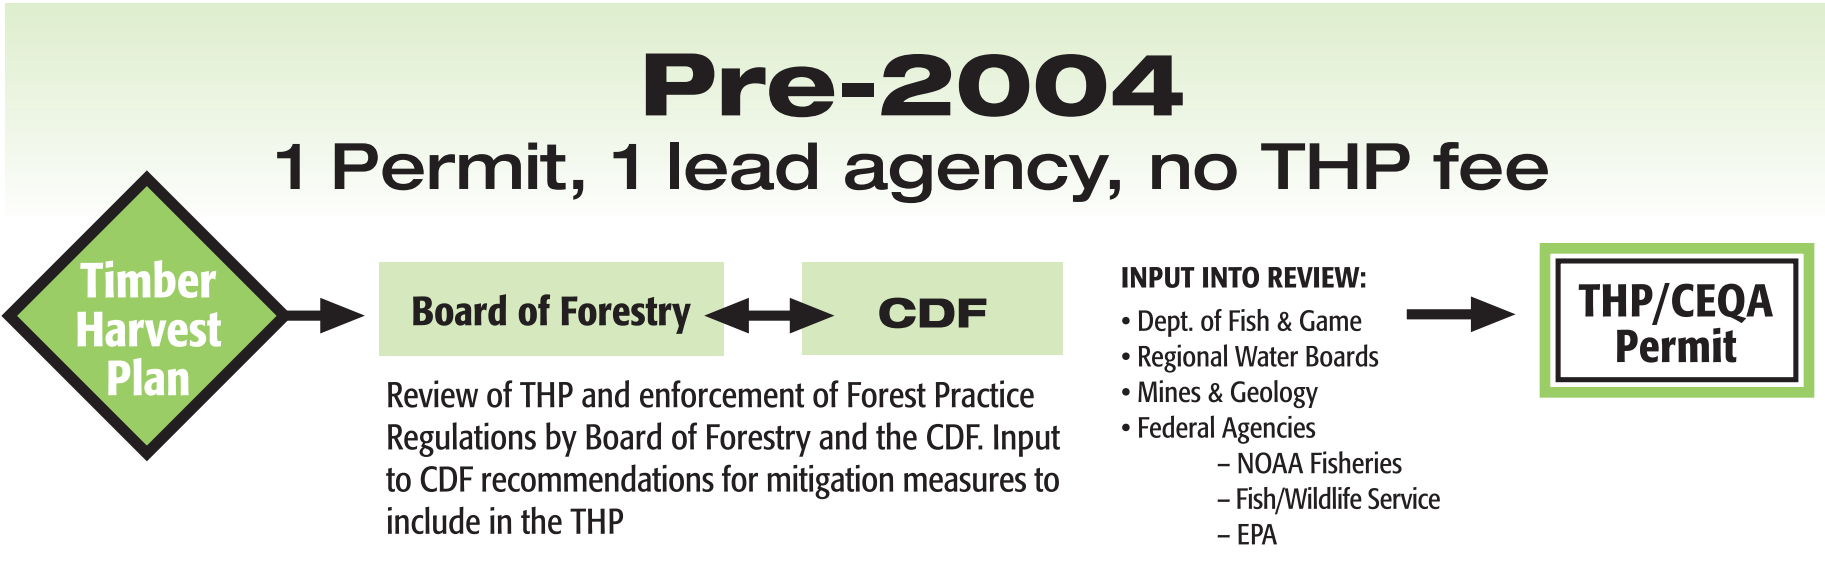 Pre-2004
1 Permit, 1 lead agency, no THP fee
Timber
Harvest
Plan
Board of Forestry
CDF
Review of THP and enforcement of Forest Practice
Regulations by Board of Forestry and the CDF. Input
to CDF recommendations for mitigation measures to
include in the THP
INPUT INTO REVIEW:
• Dept. of Fish & Game
• Regional Water Boards
• Mines & Geology
• Federal Agencies
– NOAA Fisheries
– Fish/Wildlife Service
– EPA
THP/CEQA
Permit